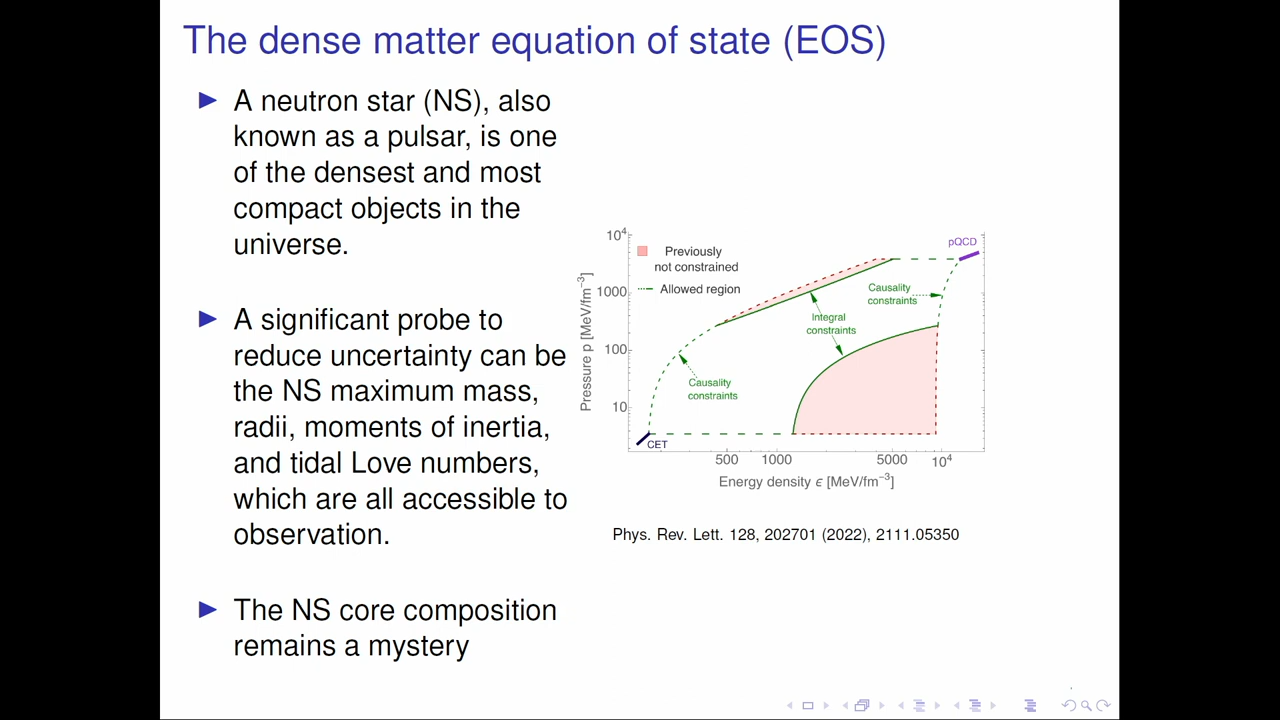 The dense matter equation of state (EOS)
A neutron star (NS), also
known as a pulsar, is one
of the densest and most
compact objects in the
universe.
A significant probe to
reduce uncertainty can be
the NS maximum mass,
radii, moments of inertia,
and tidal Love numbers,
which are all accessible to
observation.
The NS core composition
remains a mystery
Previously
not constrained
Allowed region
pQCD
Causality
constraints
Integral
constraints
Causality
constraints
CET
Pressure p [MeV/fm⁻³]
10⁴
1000
100
10
500 1000 5000 10⁴
Energy density ϵ [MeV/fm⁻³]
Phys. Rev. Lett. 128, 202701 (2022), 2111.05350